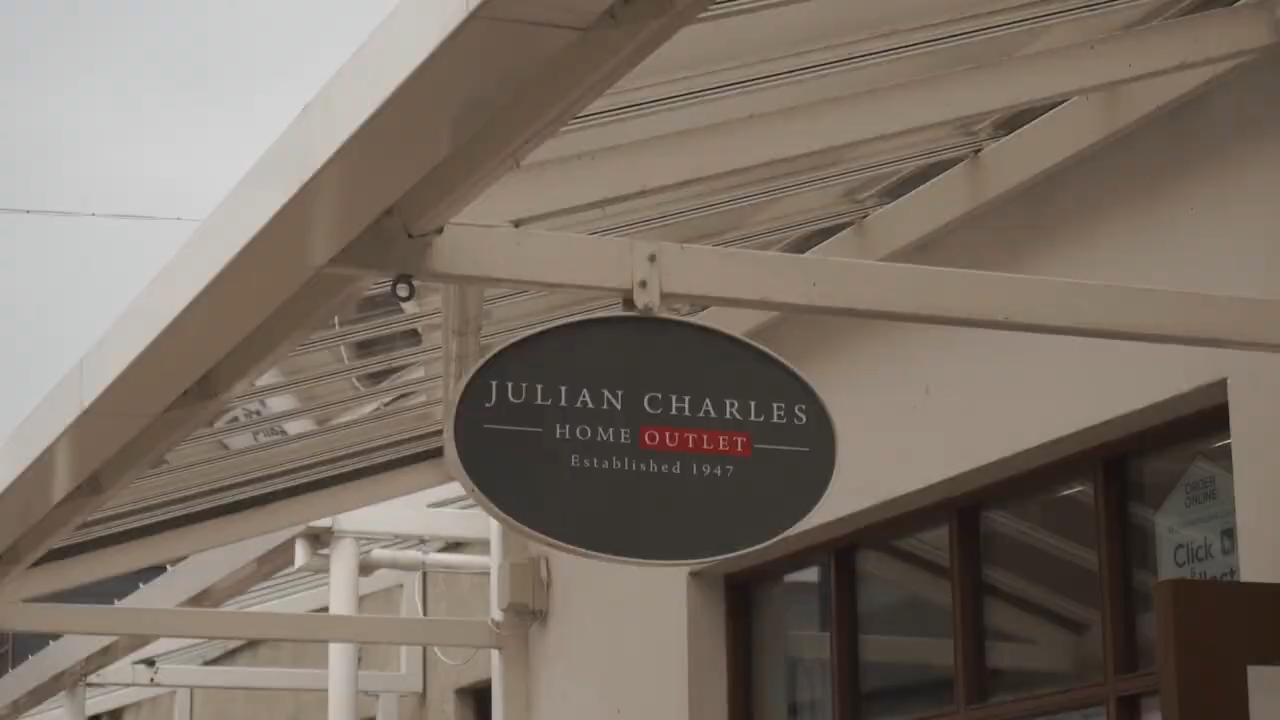 JULIAN CHARLES
HOME OUTLET
Established 1947
ORDER
ONLINE
Click